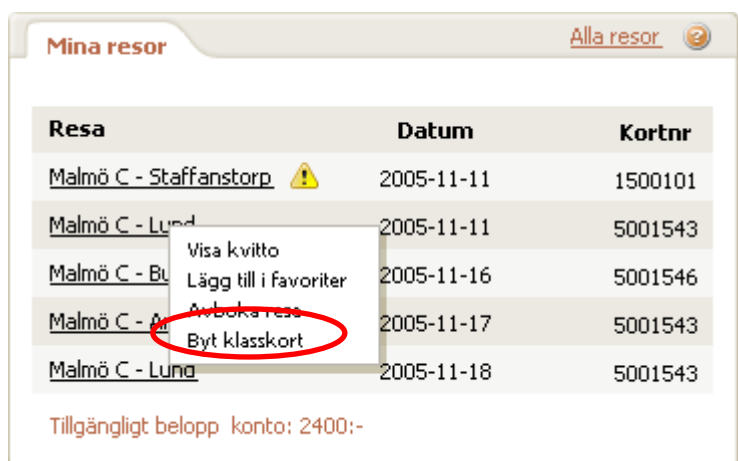 Mina resor Alla resor
Resa Datum Kortnr
Malmö C - Staffanstorp 2005-11-11 1500101
Malmö C - Lund 2005-11-11 5001543
Visa kvitto
Malmö C - Bu 2005-11-16 5001546
Lägg till i favoriter
Avboka resa
Malmö C - 2005-11-17 5001543
Byt klasskort
Malmö C - Lund 2005-11-18 5001543
Tillgängligt belopp konto: 2400:-